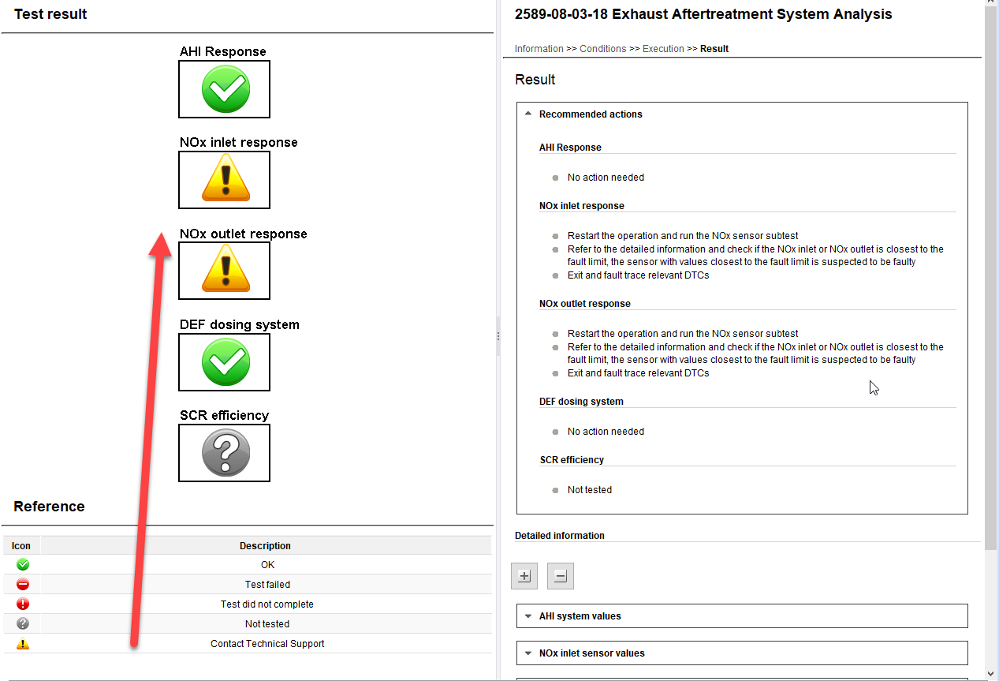 Test result
AHI Response
NOx inlet response
NOx outlet response
DEF dosing system
SCR efficiency
Reference
Icon Description
OK
Test failed
Test did not complete
Not tested
Contact Technical Support
2589-08-03-18 Exhaust Aftertreatment System Analysis
Information >> Conditions >> Execution >> Result
Result
Recommended actions
AHI Response
No action needed
NOx inlet response
Restart the operation and run the NOx sensor subtest
Refer to the detailed information and check if the NOx inlet or NOx outlet is closest to the
fault limit, the sensor with values closest to the fault limit is suspected to be faulty
Exit and fault trace relevant DTCs
NOx outlet response
Restart the operation and run the NOx sensor subtest
Refer to the detailed information and check if the NOx inlet or NOx outlet is closest to the
fault limit, the sensor with values closest to the fault limit is suspected to be faulty
Exit and fault trace relevant DTCs
DEF dosing system
No action needed
SCR efficiency
Not tested
Detailed information
AHI system values
NOx inlet sensor values